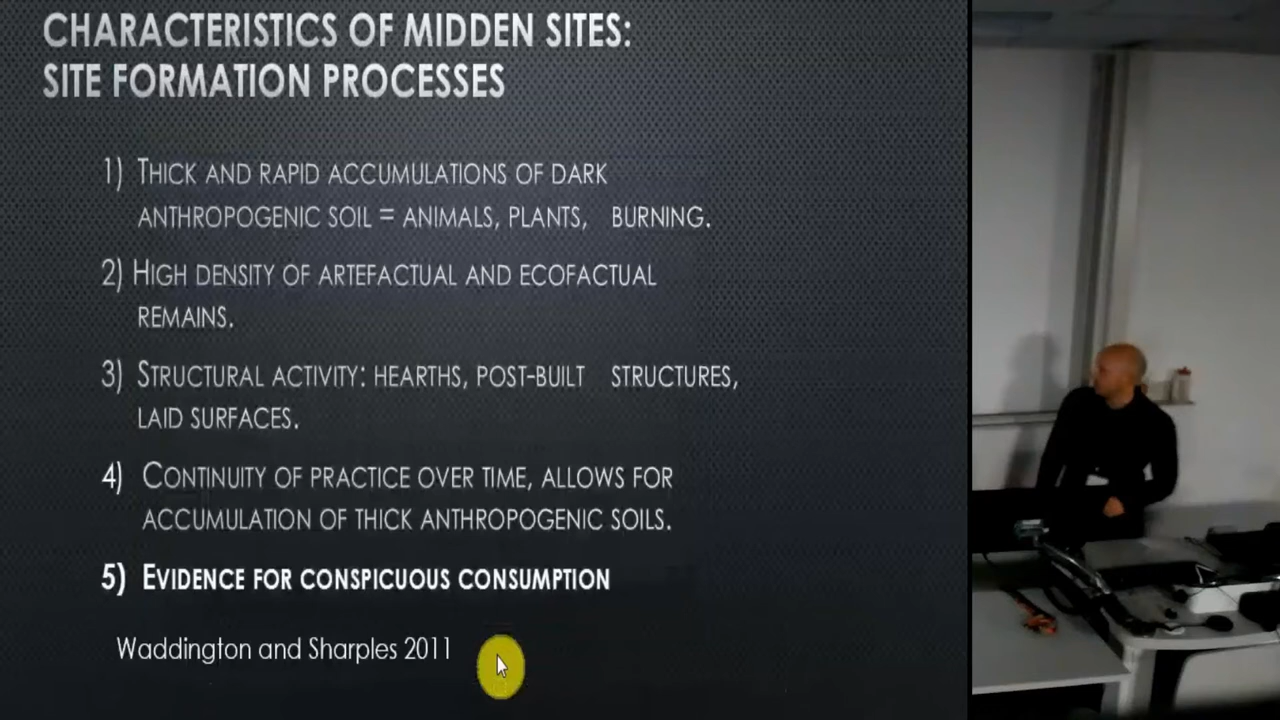 CHARACTERISTICS OF MIDDEN SITES:
SITE FORMATION PROCESSES
1) THICK AND RAPID ACCUMULATIONS OF DARK
ANTHROPOGENIC SOIL = ANIMALS, PLANTS, BURNING.
2) HIGH DENSITY OF ARTEFACTUAL AND ECOFACTUAL
REMAINS.
3) STRUCTURAL ACTIVITY: HEARTHS, POST-BUILT STRUCTURES,
LAID SURFACES.
4) CONTINUITY OF PRACTICE OVER TIME, ALLOWS FOR
ACCUMULATION OF THICK ANTHROPOGENIC SOILS.
5) EVIDENCE FOR CONSPICUOUS CONSUMPTION
Waddington and Sharples 2011